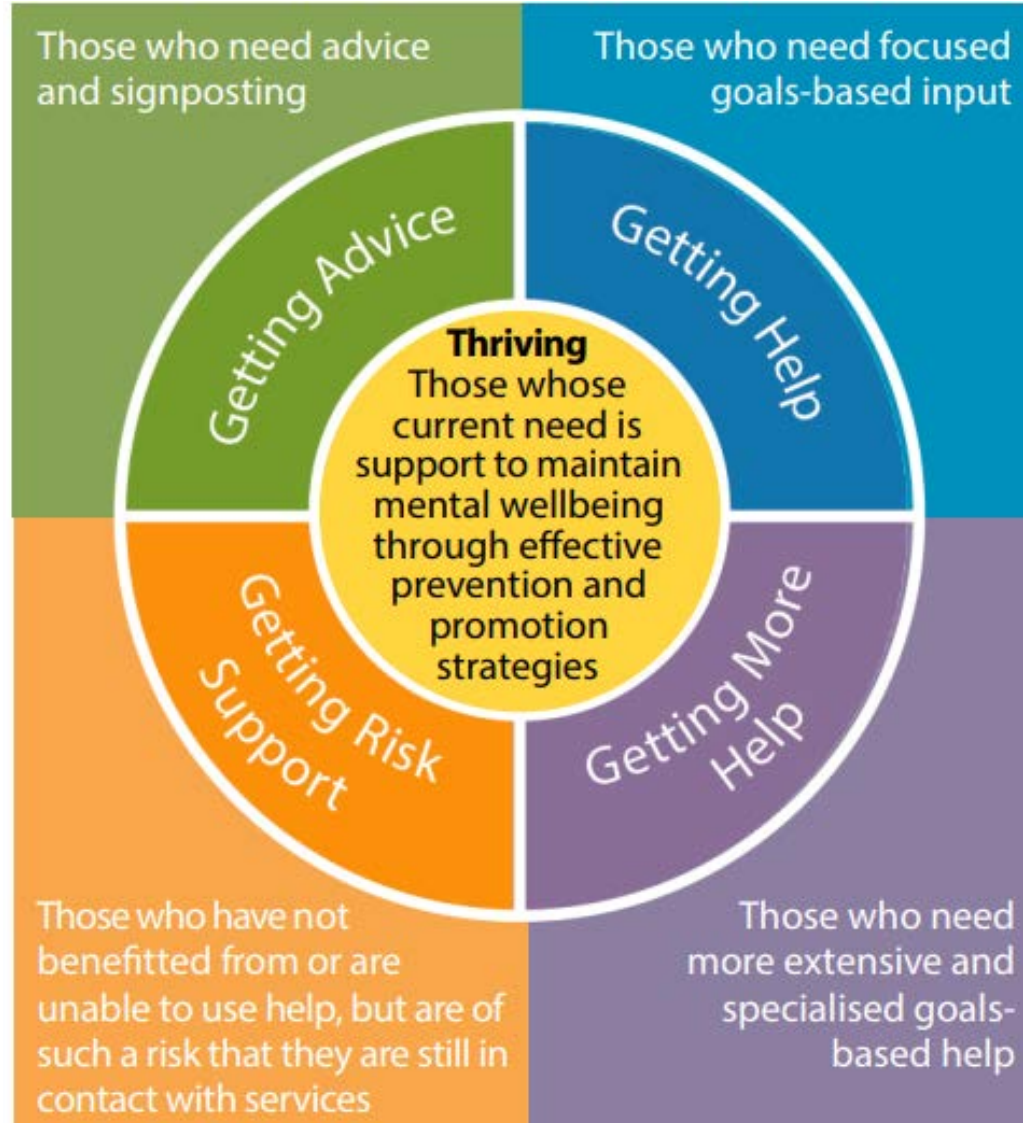 Those who need advice
and signposting
Those who need focused
goals-based input
Getting Advice
Getting Help
Thriving
Those whose
current need is
support to maintain
mental wellbeing
through effective
prevention and
promotion
strategies
Getting Risk
Support
Getting More
Help
Those who have not
benefitted from or are
unable to use help, but are of
such a risk that they are still in
contact with services
Those who need
more extensive and
specialised goals-
based help